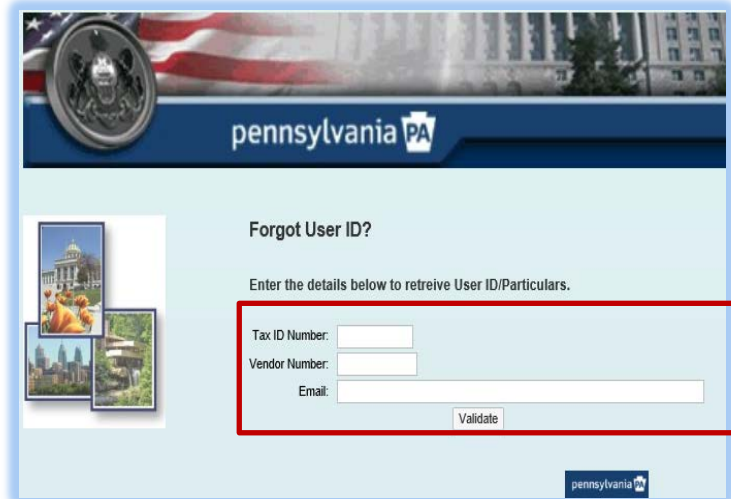 pennsylvania PA
Forgot User ID?
Enter the details below to retreive User ID/Particulars.
Tax ID Number:
Vendor Number:
Email:
Validate
pennsylvania PA